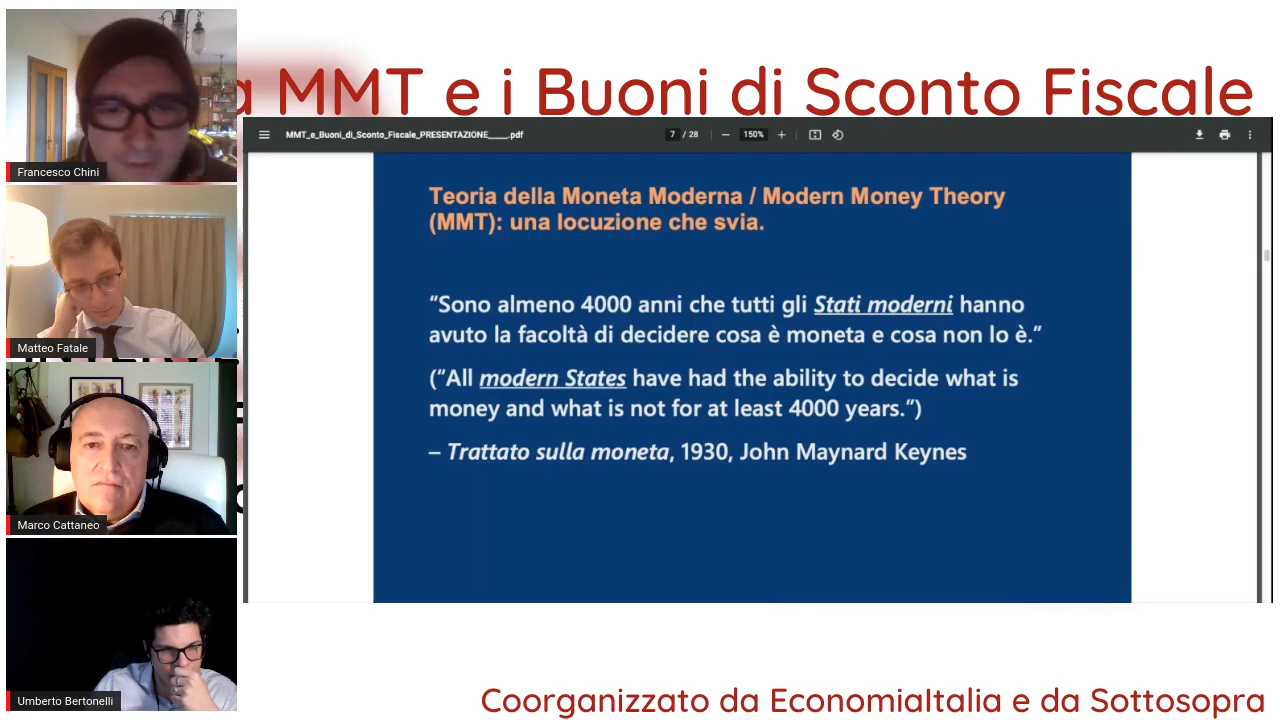 a MMT e i Buoni di Sconto Fiscale
MMT_e_Buoni_di_Sconto_Fiscale_PRESENTAZIONE____.pdf
7 / 28
150%
Teoria della Moneta Moderna / Modern Money Theory
(MMT): una locuzione che svia.
“Sono almeno 4000 anni che tutti gli Stati moderni hanno
avuto la facoltà di decidere cosa è moneta e cosa non lo è.”
(“All modern States have had the ability to decide what is
money and what is not for at least 4000 years.”)
– Trattato sulla moneta, 1930, John Maynard Keynes
Francesco Chini
Matteo Fatale
Marco Cattaneo
Umberto Bertonelli
Coorganizzato da EconomiaItalia e da Sottosopra